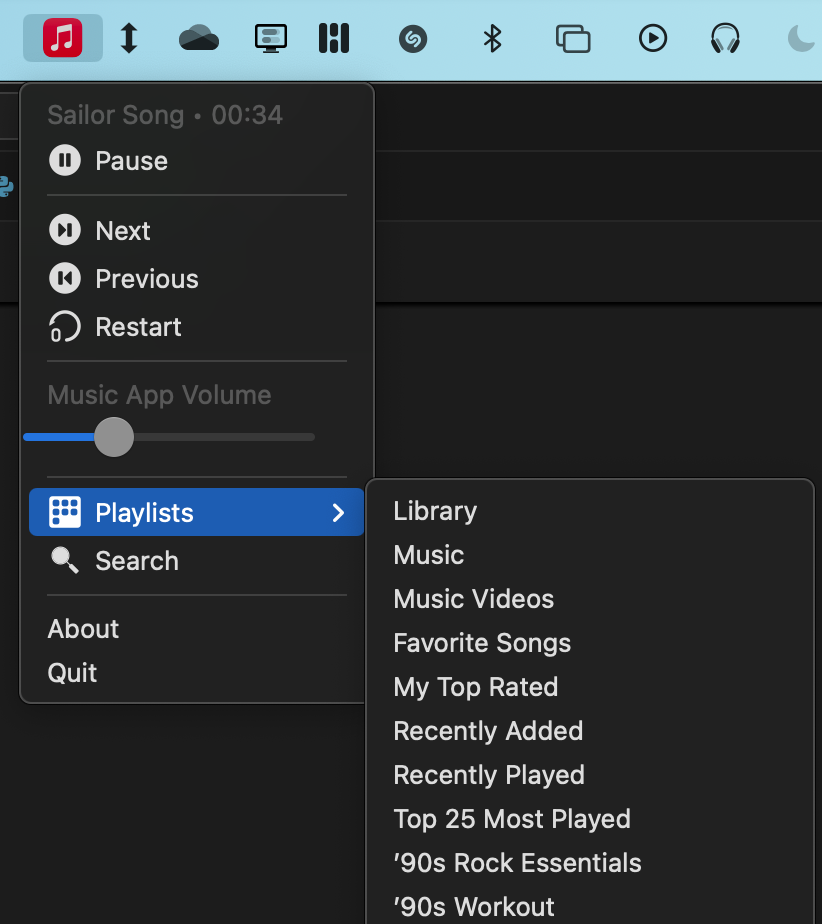 Sailor Song • 00:34
Pause
Next
Previous
Restart
Music App Volume
Playlists
Search
About
Quit
Library
Music
Music Videos
Favorite Songs
My Top Rated
Recently Added
Recently Played
Top 25 Most Played
’90s Rock Essentials
’90s Workout